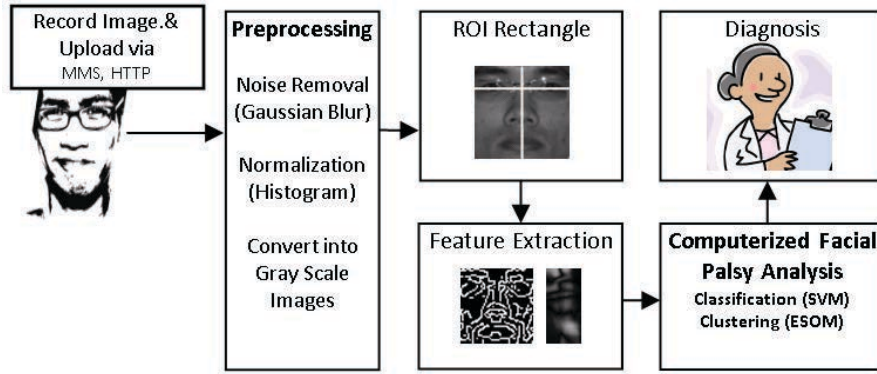 Record Image.&
Upload via
MMS, HTTP
Preprocessing
Noise Removal
(Gaussian Blur)
Normalization
(Histogram)
Convert into
Gray Scale
Images
ROI Rectangle
Feature Extraction
Diagnosis
Computerized Facial
Palsy Analysis
Classification (SVM)
Clustering (ESOM)